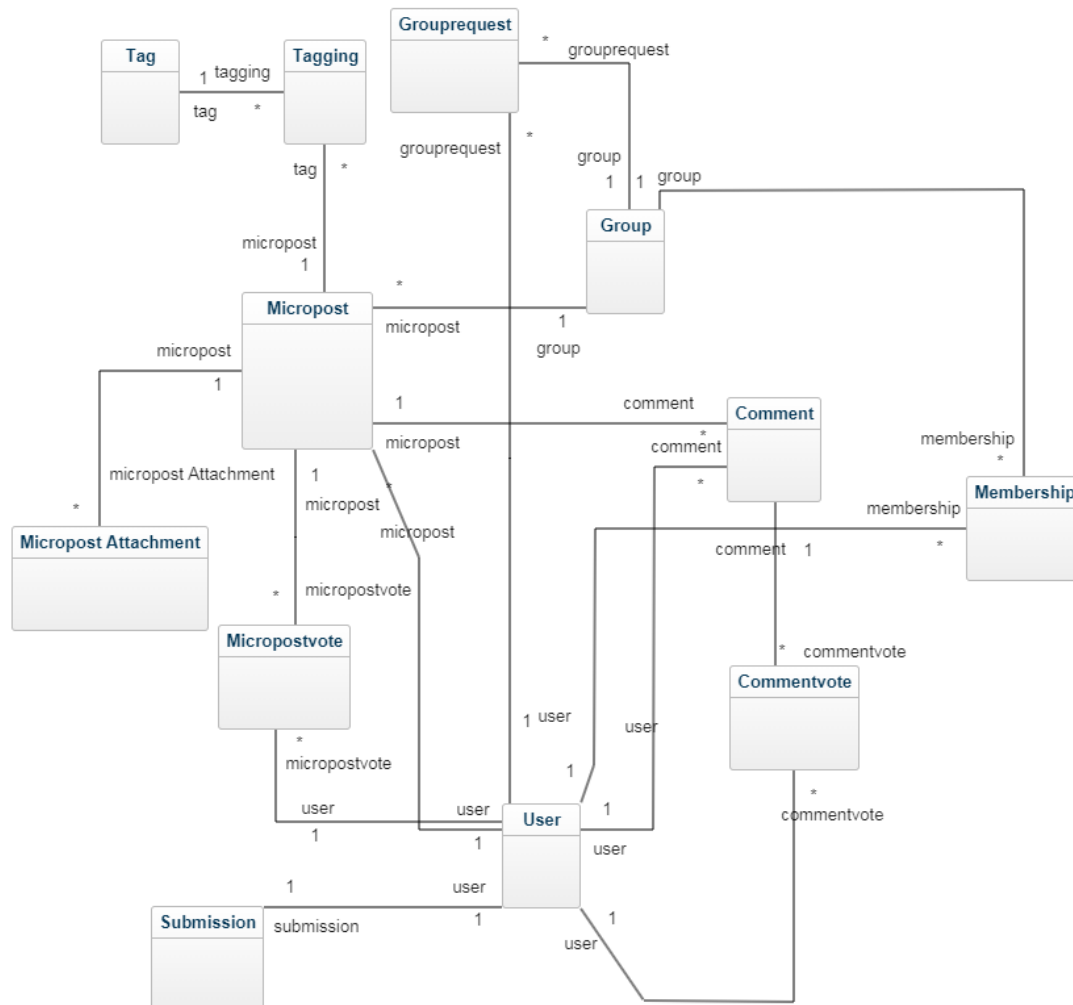 Grouprequest
*
grouprequest
Tag
Tagging
1 tagging
tag *
grouprequest *
tag *
group
1 1
group
Group
micropost
1
Micropost
*
micropost
1
group
micropost
1
1
micropost
comment
*
Comment
comment
*
membership
*
Membership
micropost Attachment
*
Micropost Attachment
1
micropost
*
micropost
membership
*
comment 1
* micropostvote
Micropostvote
* commentvote
Commentvote
1 user
user
1
*
micropostvote
user
1
user
1
User
1
user
*
commentvote
1
submission
user
1
Submission
1
user